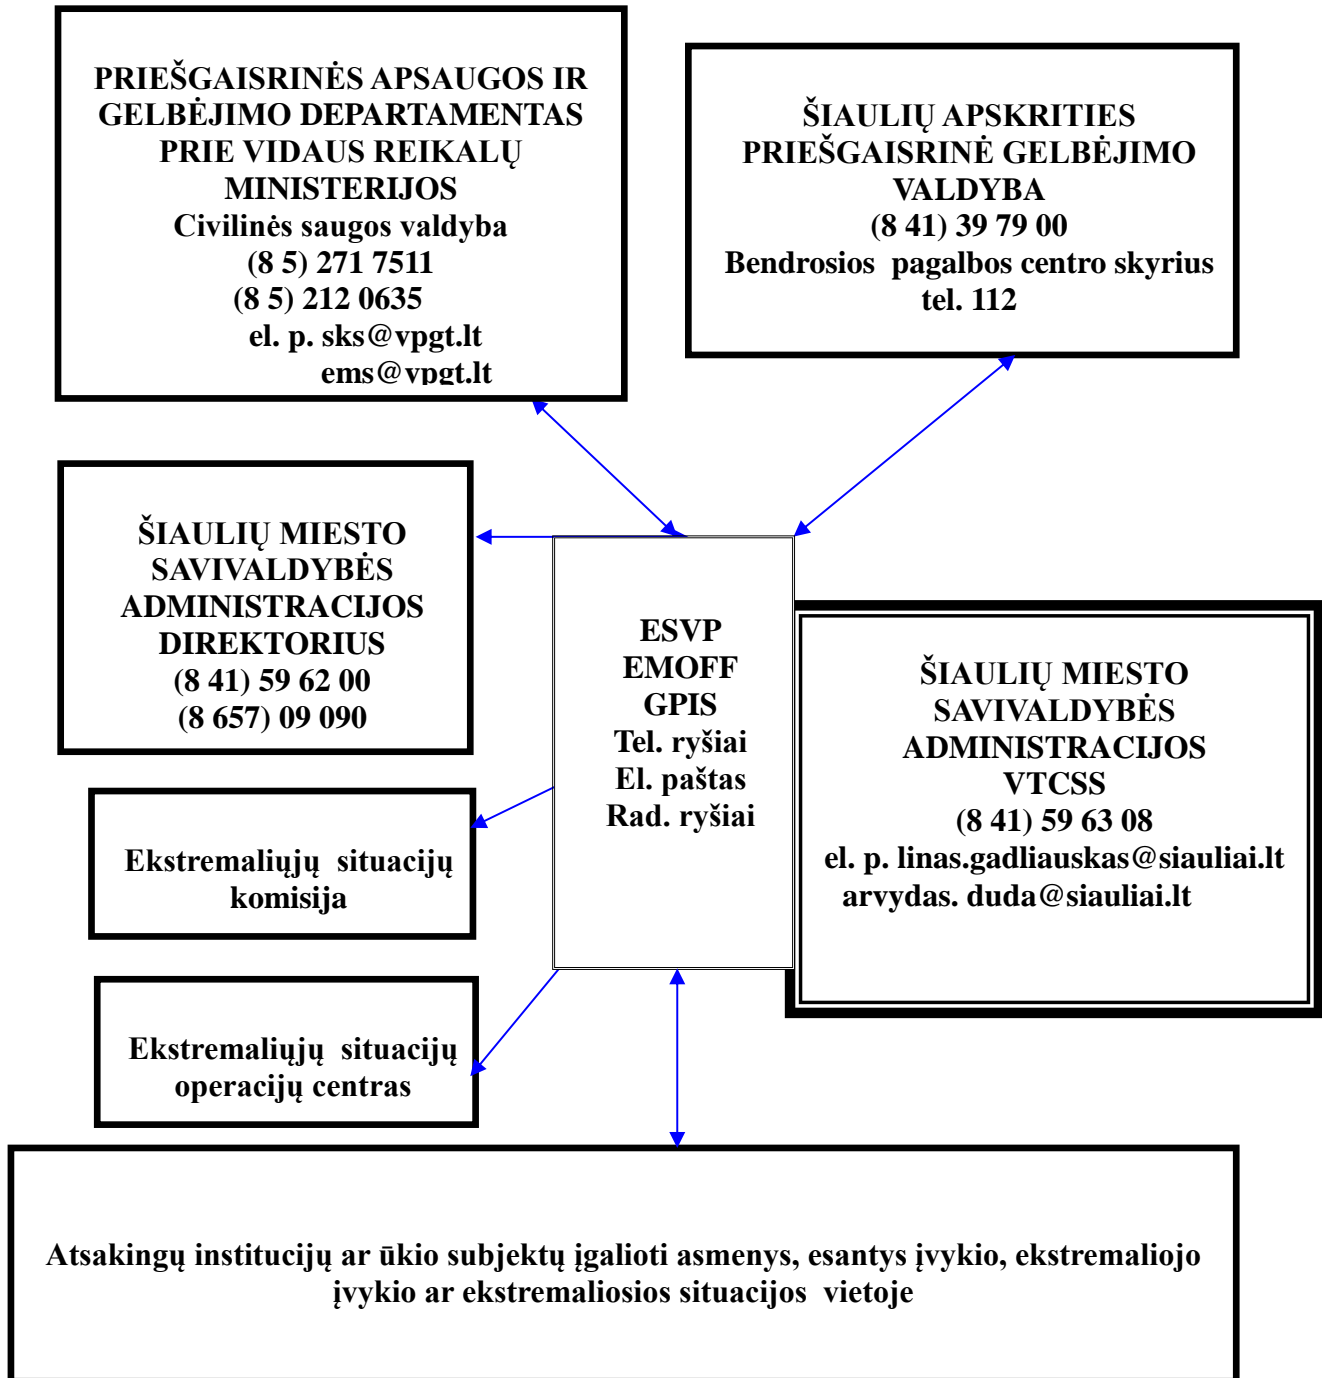 PRIEŠGAISRINĖS APSAUGOS IR
GELBĖJIMO DEPARTAMENTAS
PRIE VIDAUS REIKALŲ
MINISTERIJOS
Civilinės saugos valdyba
(8 5) 271 7511
(8 5) 212 0635
el. p. sks@vpgt.lt
ems@vpgt.lt
ŠIAULIŲ APSKRITIES
PRIEŠGAISRINĖ GELBĖJIMO
VALDYBA
(8 41) 39 79 00
Bendrosios pagalbos centro skyrius
tel. 112
ŠIAULIŲ MIESTO
SAVIVALDYBĖS
ADMINISTRACIJOS
DIREKTORIUS
(8 41) 59 62 00
(8 657) 09 090
ESVP
EMOFF
GPIS
Tel. ryšiai
El. paštas
Rad. ryšiai
ŠIAULIŲ MIESTO
SAVIVALDYBĖS
ADMINISTRACIJOS
VTCSS
(8 41) 59 63 08
el. p. linas.gadliauskas@siauliai.lt
arvydas. duda@siauliai.lt
Ekstremaliųjų situacijų
komisija
Ekstremaliųjų situacijų
operacijų centras
Atsakingų institucijų ar ūkio subjektų įgalioti asmenys, esantys įvykio, ekstremaliojo
įvykio ar ekstremaliosios situacijos vietoje